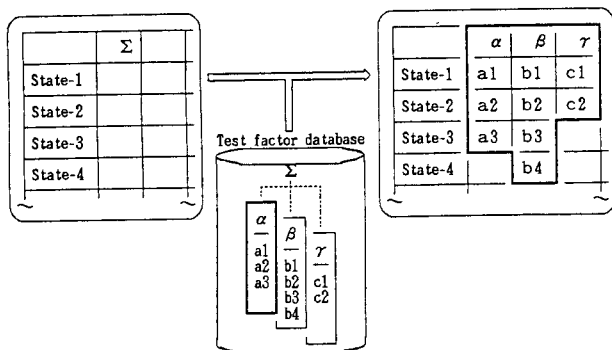 Σ
State-1
State-2
State-3
State-4
~ ~
α β γ
State-1 a1 b1 c1
State-2 a2 b2 c2
State-3 a3 b3
State-4 b4
~ ~
Test factor database
Σ
α β γ
a1 b1 c1
a2 b2 c2
a3 b3
b4